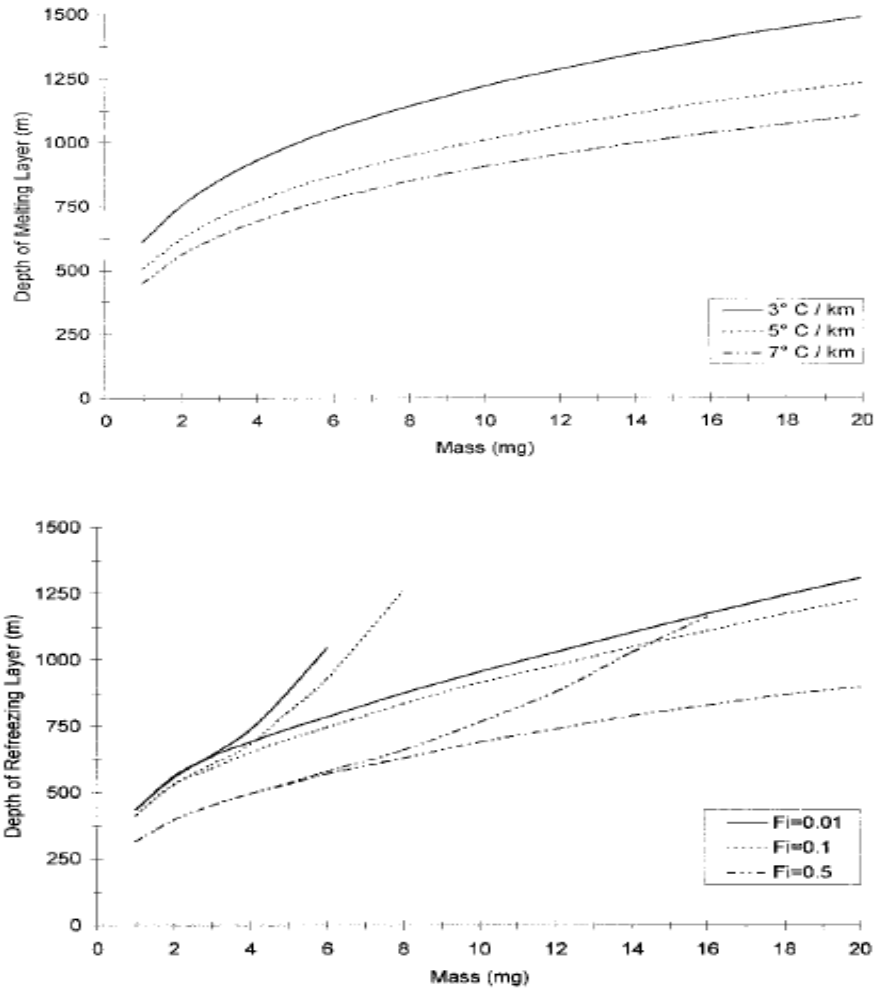 1500
1250
1000
750
500
250
0
Depth of Melting Layer (m)
3° C / km
5° C / km
7° C / km
0 2 4 6 8 10 12 14 16 18 20
Mass (mg)
1500
1250
1000
750
500
250
0
Depth of Refreezing Layer (m)
Fi=0.01
Fi=0.1
Fi=0.5
0 2 4 6 8 10 12 14 16 18 20
Mass (mg)